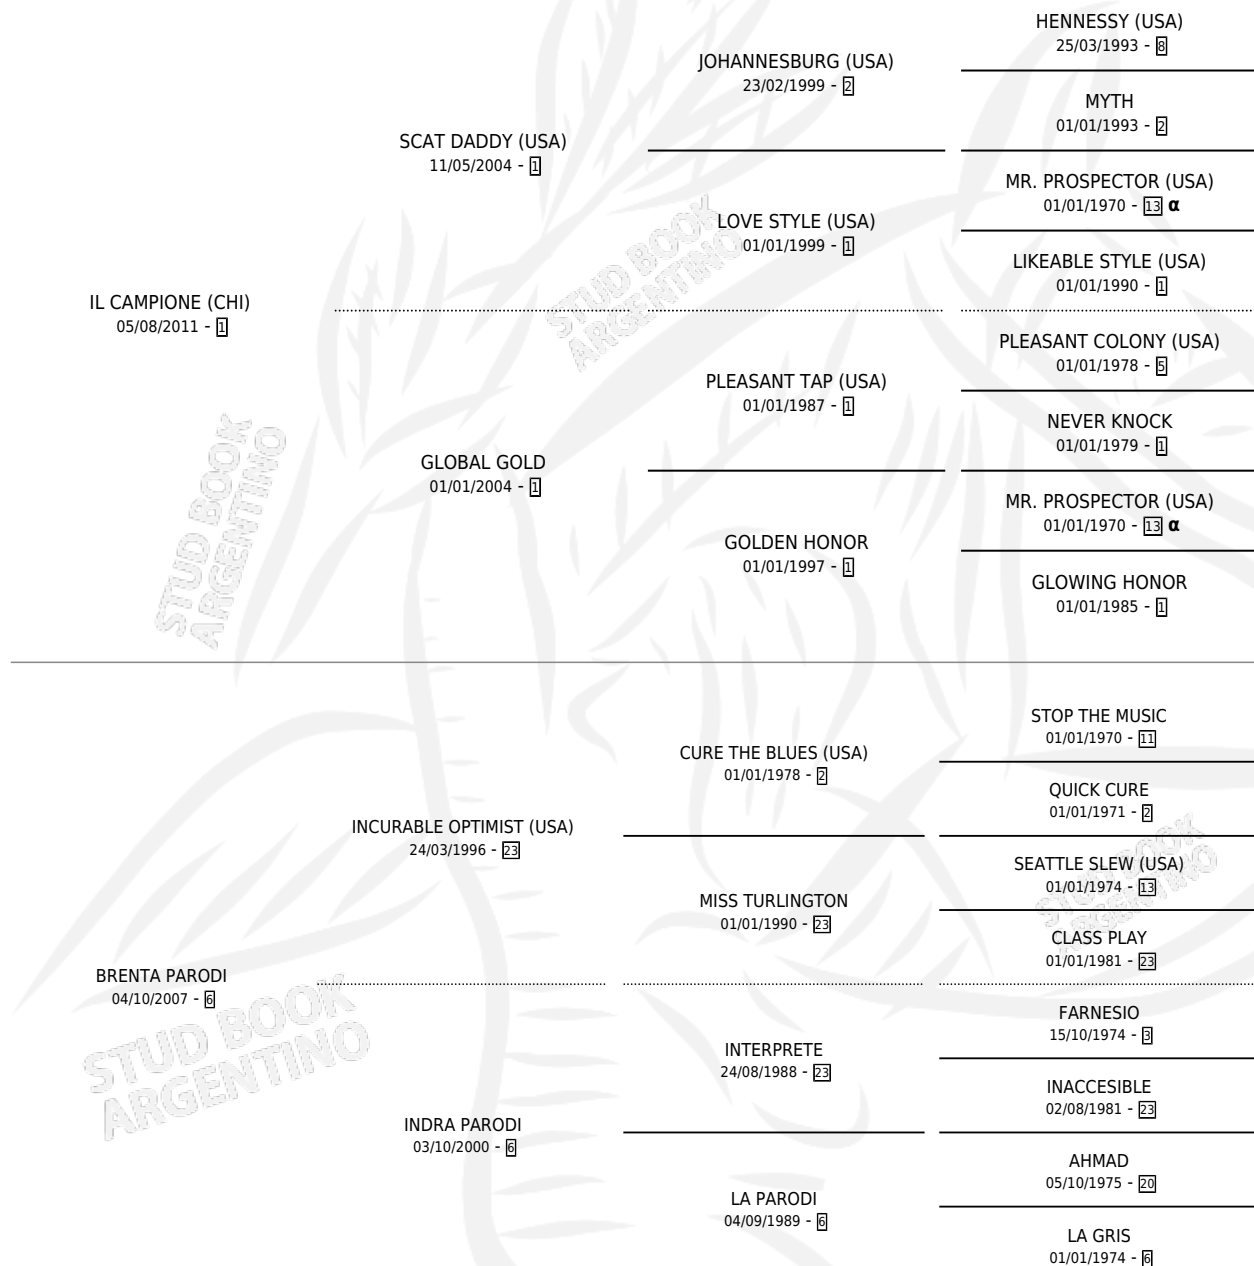 HENNESSY (USA)
25/03/1993 - 8
JOHANNESBURG (USA)
23/02/1999 - 2
MYTH
01/01/1993 - 2
SCAT DADDY (USA)
11/05/2004 - 1
MR. PROSPECTOR (USA)
01/01/1970 - 13 α
LOVE STYLE (USA)
01/01/1999 - 1
LIKEABLE STYLE (USA)
01/01/1990 - 1
IL CAMPIONE (CHI)
05/08/2011 - 1
PLEASANT COLONY (USA)
01/01/1978 - 5
PLEASANT TAP (USA)
01/01/1987 - 1
NEVER KNOCK
01/01/1979 - 1
GLOBAL GOLD
01/01/2004 - 1
MR. PROSPECTOR (USA)
01/01/1970 - 13 α
GOLDEN HONOR
01/01/1997 - 1
GLOWING HONOR
01/01/1985 - 1
STOP THE MUSIC
01/01/1970 - 11
CURE THE BLUES (USA)
01/01/1978 - 2
QUICK CURE
01/01/1971 - 2
INCURABLE OPTIMIST (USA)
24/03/1996 - 23
SEATTLE SLEW (USA)
01/01/1974 - 13
MISS TURLINGTON
01/01/1990 - 23
CLASS PLAY
01/01/1981 - 23
BRENTA PARODI
04/10/2007 - 6
FARNESIO
15/10/1974 - 3
INTERPRETE
24/08/1988 - 23
INACCESIBLE
02/08/1981 - 23
INDRA PARODI
03/10/2000 - 6
AHMAD
05/10/1975 - 20
LA PARODI
04/09/1989 - 6
LA GRIS
01/01/1974 - 6
STUD BOOK
ARGENTINO
STUD BOOK
ARGENTINO
STUD BOOK
ARGENTINO
STUD BOOK
ARGENTINO